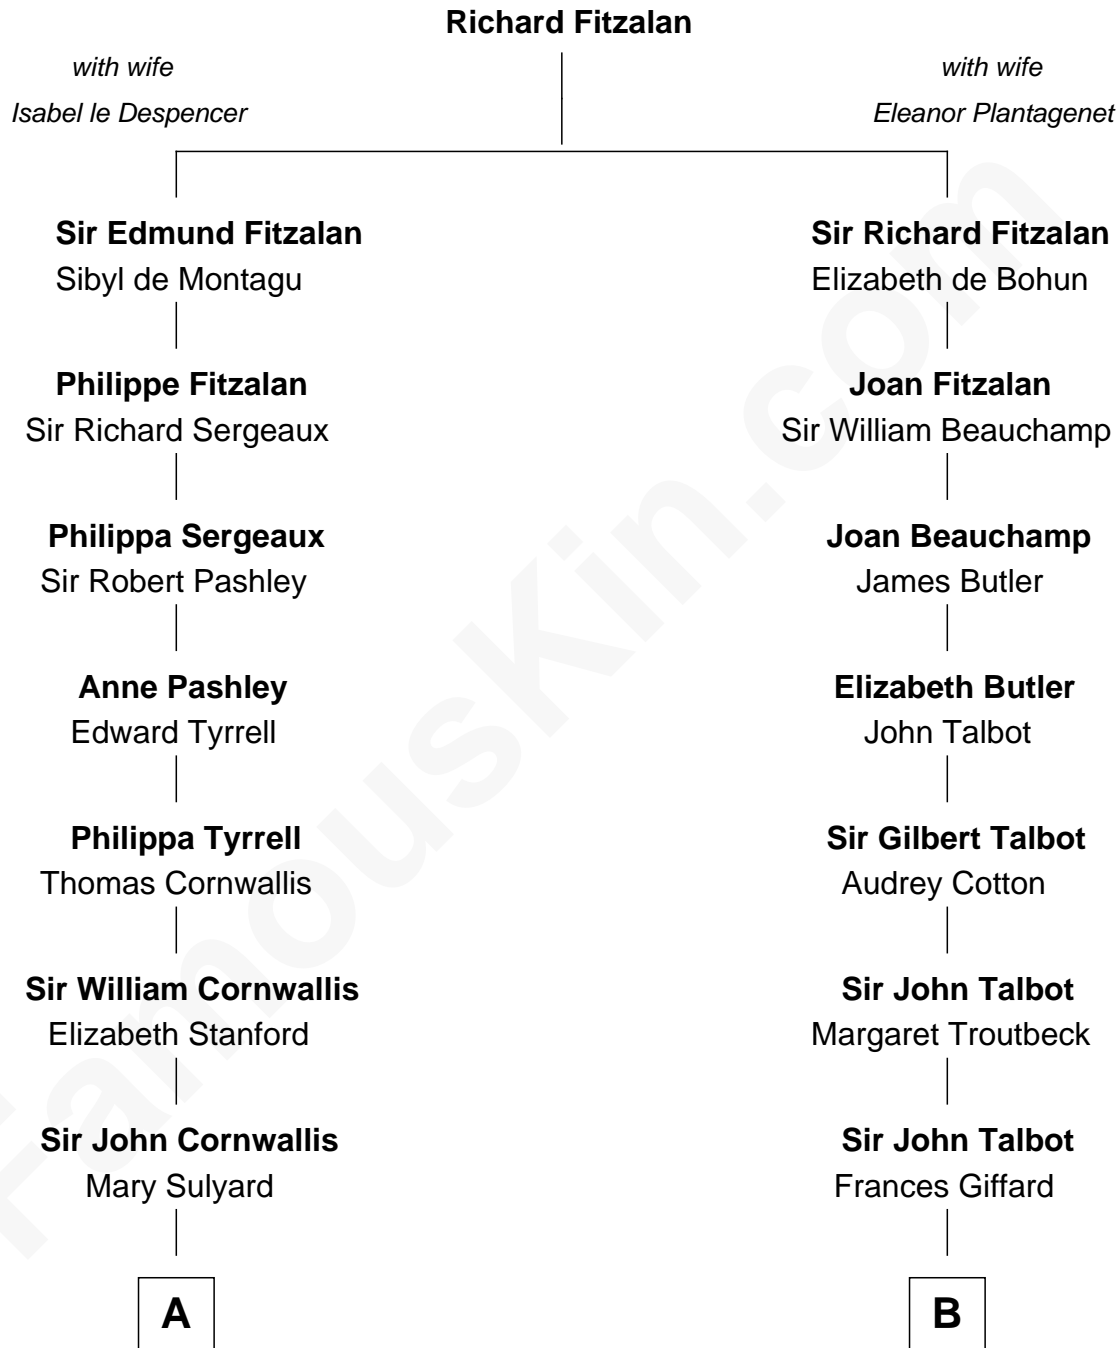 Richard Fitzalan
with wife
Isabel le Despencer
with wife
Eleanor Plantagenet
Sir Edmund Fitzalan
Sibyl de Montagu
Sir Richard Fitzalan
Elizabeth de Bohun
Philippe Fitzalan
Sir Richard Sergeaux
Joan Fitzalan
Sir William Beauchamp
Philippa Sergeaux
Sir Robert Pashley
Joan Beauchamp
James Butler
Anne Pashley
Edward Tyrrell
Elizabeth Butler
John Talbot
Philippa Tyrrell
Thomas Cornwallis
Sir Gilbert Talbot
Audrey Cotton
Sir William Cornwallis
Elizabeth Stanford
Sir John Talbot
Margaret Troutbeck
Sir John Cornwallis
Mary Sulyard
Sir John Talbot
Frances Giffard
A
B
FamousKin.com